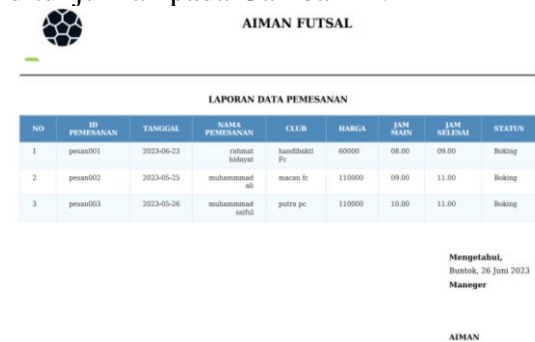 AIMAN FUTSAL
LAPORAN DATA PEMESANAN
NO ID PEMESANAN TANGGAL NAMA PEMESANAN CLUB HARGA JAM MAIN JAM SELESAI STATUS
1 pesan001 2023-06-23 rahmat hidayat handibakti Fc 60000 08.00 09.00 Boking
2 pesan002 2023-05-25 muhammmad ali macan fc 110000 09.00 11.00 Boking
3 pesan003 2023-05-26 muhammmad saiful putra pc 110000 10.00 11.00 Boking
Mengetahui,
Buntok, 26 Juni 2023
Maneger
AIMAN